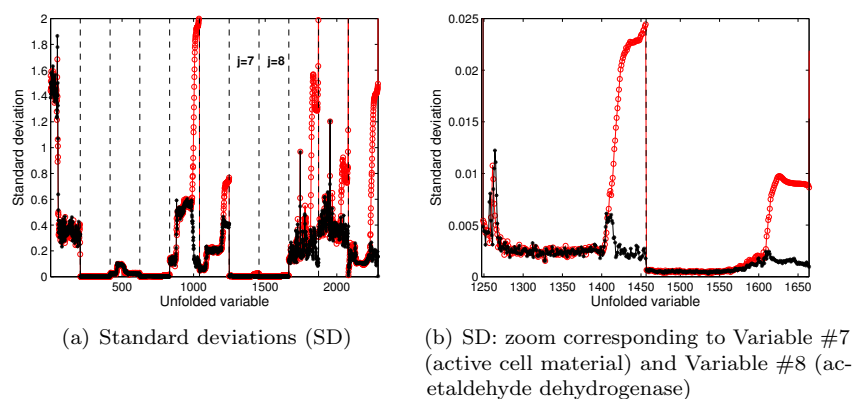 2
1.8
1.6
1.4
1.2
1
0.8
0.6
0.4
0.2
0
Standard deviation
j=7 j=8
500 1000 1500 2000
Unfolded variable
(a) Standard deviations (SD)
0.025
0.02
0.015
0.01
0.005
0
Standard deviation
1250 1300 1350 1400 1450 1500 1550 1600 1650
Unfolded variable
(b) SD: zoom corresponding to Variable #7
(active cell material) and Variable #8 (ac-
etaldehyde dehydrogenase)